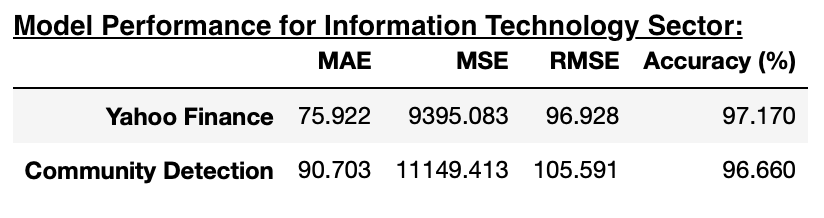 Model Performance for Information Technology Sector:
MAE MSE RMSE Accuracy (%)
Yahoo Finance 75.922 9395.083 96.928 97.170
Community Detection 90.703 11149.413 105.591 96.660